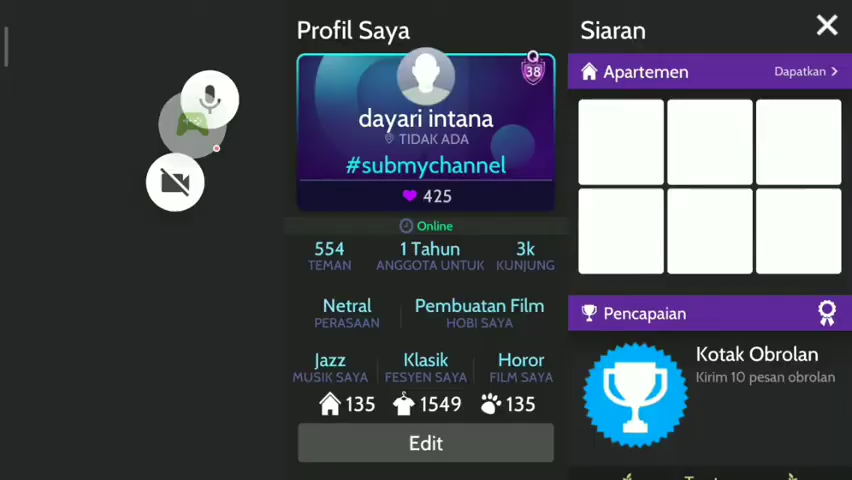 Profil Saya
Q
38
dayari intana
TIDAK ADA
#submychannel
425
Online
554
TEMAN
1 Tahun
ANGGOTA UNTUK
3k
KUNJUNG
Netral
PERASAAN
Pembuatan Film
HOBI SAYA
Jazz
MUSIK SAYA
Klasik
FESYEN SAYA
Horor
FILM SAYA
135
1549
135
Edit
Siaran
Apartemen
Dapatkan >
Pencapaian
Kotak Obrolan
Kirim 10 pesan obrolan